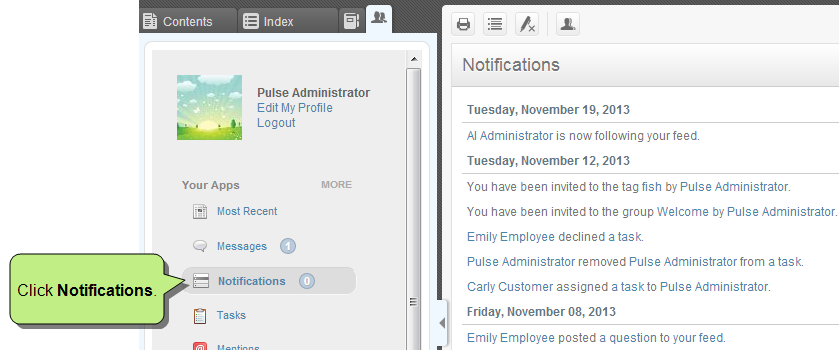 Contents
Index
Pulse Administrator
Edit My Profile
Logout
Your Apps MORE
Most Recent
Messages 1
Click Notifications.
Notifications 0
Tasks
Mentions
Notifications
Tuesday, November 19, 2013
Al Administrator is now following your feed.
Tuesday, November 12, 2013
You have been invited to the tag fish by Pulse Administrator.
You have been invited to the group Welcome by Pulse Administrator.
Emily Employee declined a task.
Pulse Administrator removed Pulse Administrator from a task.
Carly Customer assigned a task to Pulse Administrator.
Friday, November 08, 2013
Emily Employee posted a question to your feed.